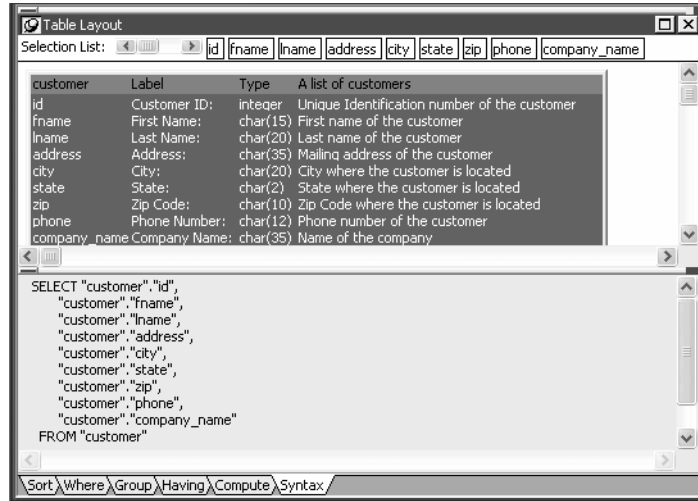 Table Layout
Selection List: id fname lname address city state zip phone company_name
customer Label Type A list of customers
id Customer ID: integer Unique Identification number of the customer
fname First Name: char(15) First name of the customer
lname Last Name: char(20) Last name of the customer
address Address: char(35) Mailing address of the customer
city City: char(20) City where the customer is located
state State: char(2) State where the customer is located
zip Zip Code: char(10) Zip Code where the customer is located
phone Phone Number: char(12) Phone number of the customer
company_name Company Name: char(35) Name of the company
SELECT "customer"."id",
"customer"."fname",
"customer"."lname",
"customer"."address",
"customer"."city",
"customer"."state",
"customer"."zip",
"customer"."phone",
"customer"."company_name"
FROM "customer"
Sort Where Group Having Compute Syntax